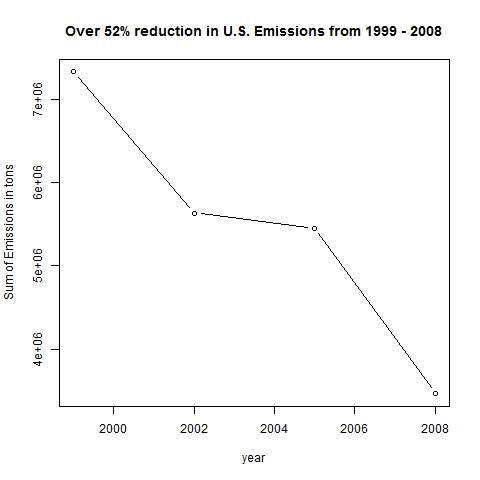 Over 52% reduction in U.S. Emissions from 1999 - 2008
Sum of Emissions in tons
7e+06
6e+06
5e+06
4e+06
2000 2002 2004 2006 2008
year